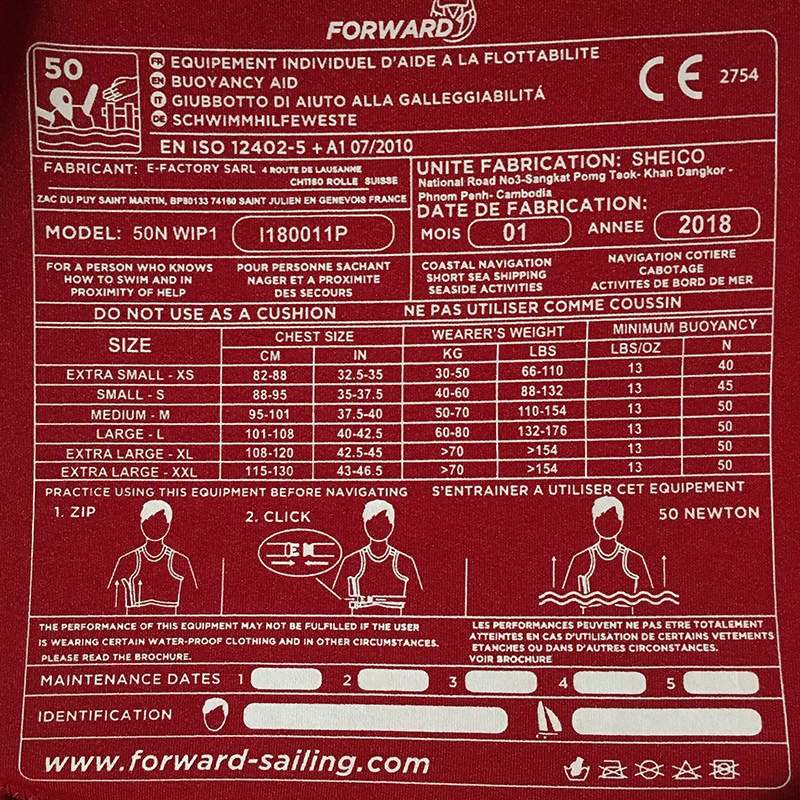 FORWARD
50
FR EQUIPEMENT INDIVIDUEL D'AIDE A LA FLOTTABILITE
EN BUOYANCY AID
IT GIUBBOTTO DI AIUTO ALLA GALLEGGIABILITÁ
DE SCHWIMMHILFEWESTE
CE 2754
EN ISO 12402-5 + A1 07/2010
FABRICANT: E-FACTORY SARL 4 ROUTE DE LAUSANNE
CH1180 ROLLE SUISSE
ZAC DU PUY SAINT MARTIN, BP80133 74160 SAINT JULIEN EN GENEVOIS FRANCE
UNITE FABRICATION: SHEICO
National Road No3-Sangkat Pomg Teok- Khan Dangkor -
Phnom Penh- Cambodia
DATE DE FABRICATION:
MODEL: 50N WIP1 I180011P
MOIS 01 ANNEE 2018
FOR A PERSON WHO KNOWS
HOW TO SWIM AND IN
PROXIMITY OF HELP
POUR PERSONNE SACHANT
NAGER ET A PROXIMITE
DES SECOURS
COASTAL NAVIGATION
SHORT SEA SHIPPING
SEASIDE ACTIVITIES
NAVIGATION COTIERE
CABOTAGE
ACTIVITES DE BORD DE MER
DO NOT USE AS A CUSHION NE PAS UTILISER COMME COUSSIN
SIZE CHEST SIZE WEARER'S WEIGHT MINIMUM BUOYANCY
CM IN KG LBS LBS/OZ N
EXTRA SMALL - XS 82-88 32.5-35 30-50 66-110 13 40
SMALL - S 88-95 35-37.5 40-60 88-132 13 45
MEDIUM - M 95-101 37.5-40 50-70 110-154 13 50
LARGE - L 101-108 40-42.5 60-80 132-176 13 50
EXTRA LARGE - XL 108-120 42.5-45 >70 >154 13 50
EXTRA LARGE - XXL 115-130 43-46.5 >70 >154 13 50
PRACTICE USING THIS EQUIPMENT BEFORE NAVIGATING S'ENTRAINER A UTILISER CET EQUIPEMENT
1. ZIP 2. CLICK 50 NEWTON
THE PERFORMANCE OF THIS EQUIPMENT MAY NOT BE FULFILLED IF THE USER
IS WEARING CERTAIN WATER-PROOF CLOTHING AND IN OTHER CIRCUMSTANCES.
PLEASE READ THE BROCHURE.
LES PERFORMANCES PEUVENT NE PAS ETRE TOTALEMENT
ATTEINTES EN CAS D'UTILISATION DE CERTAINS VETEMENTS
ETANCHES OU DANS D'AUTRES CIRCONSTANCES.
VOIR BROCHURE
MAINTENANCE DATES 1 2 3 4 5
IDENTIFICATION
www.forward-sailing.com